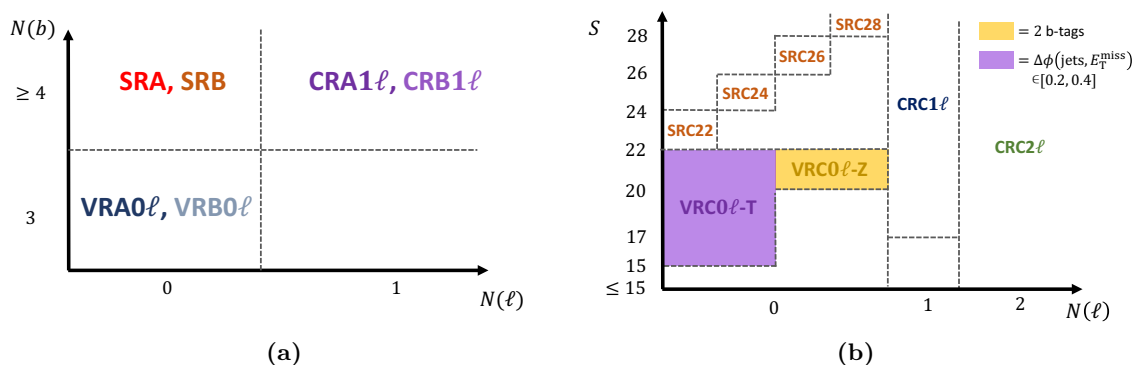 N(b)
≥ 4
SRA, SRB
CRA1ℓ, CRB1ℓ
3
VRA0ℓ, VRB0ℓ
0
1
N(ℓ)
(a)
S
28
26
24
22
20
17
15
≤ 15
SRC28
SRC26
SRC24
SRC22
CRC1ℓ
CRC2ℓ
VRC0ℓ-Z
VRC0ℓ-T
= 2 b-tags
= Δϕ(jets, E_T^miss)
∈[0.2, 0.4]
0
1
2
N(ℓ)
(b)